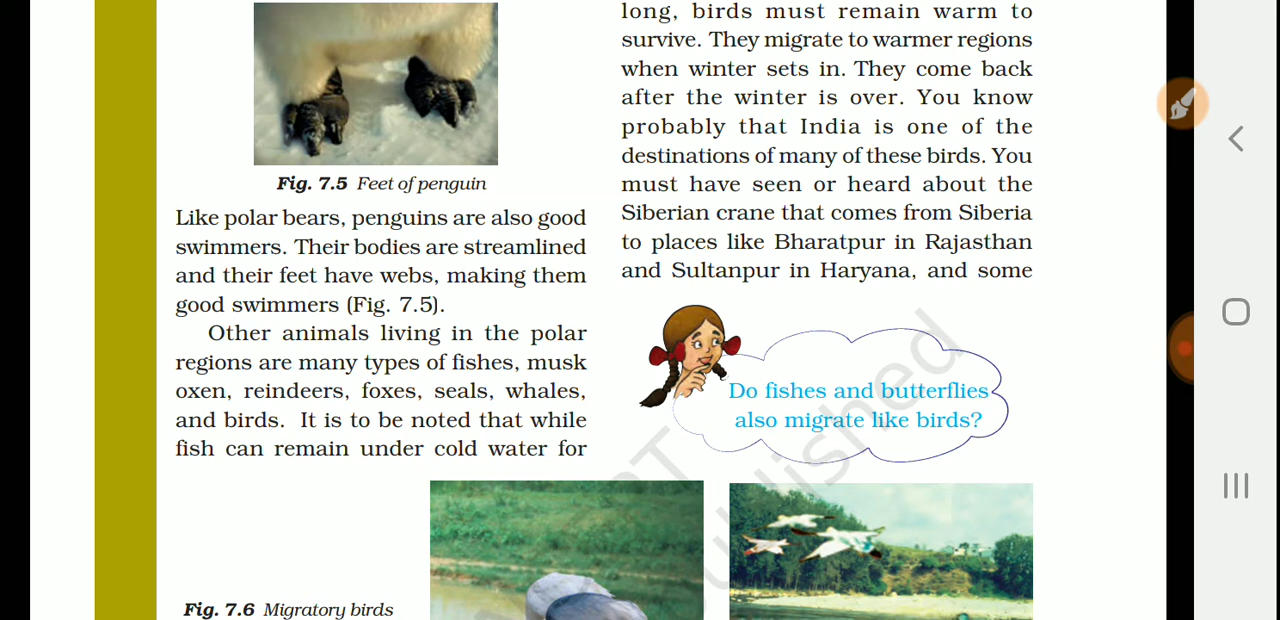 Fig. 7.5 Feet of penguin
Like polar bears, penguins are also good
swimmers. Their bodies are streamlined
and their feet have webs, making them
good swimmers (Fig. 7.5).
Other animals living in the polar
regions are many types of fishes, musk
oxen, reindeers, foxes, seals, whales,
and birds. It is to be noted that while
fish can remain under cold water for
long, birds must remain warm to
survive. They migrate to warmer regions
when winter sets in. They come back
after the winter is over. You know
probably that India is one of the
destinations of many of these birds. You
must have seen or heard about the
Siberian crane that comes from Siberia
to places like Bharatpur in Rajasthan
and Sultanpur in Haryana, and some
Do fishes and butterflies
also migrate like birds?
Fig. 7.6 Migratory birds